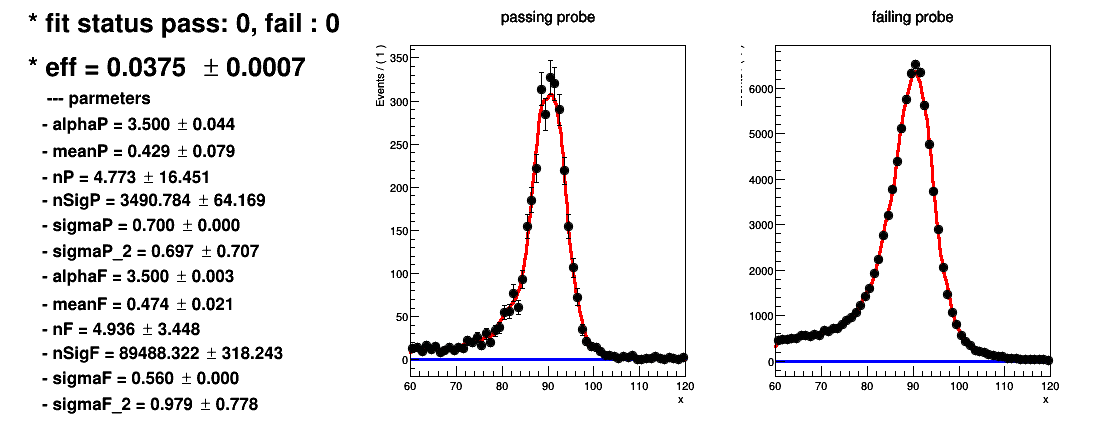 * fit status pass: 0, fail : 0
* eff = 0.0375 ± 0.0007
--- parmeters
- alphaP = 3.500 ± 0.044
- meanP = 0.429 ± 0.079
- nP = 4.773 ± 16.451
- nSigP = 3490.784 ± 64.169
- sigmaP = 0.700 ± 0.000
- sigmaP_2 = 0.697 ± 0.707
- alphaF = 3.500 ± 0.003
- meanF = 0.474 ± 0.021
- nF = 4.936 ± 3.448
- nSigF = 89488.322 ± 318.243
- sigmaF = 0.560 ± 0.000
- sigmaF_2 = 0.979 ± 0.778
passing probe
Events / ( 1 )
350
300
250
200
150
100
50
0
60 70 80 90 100 110 120
x
failing probe
6000
5000
4000
3000
2000
1000
0
60 70 80 90 100 110 120
x